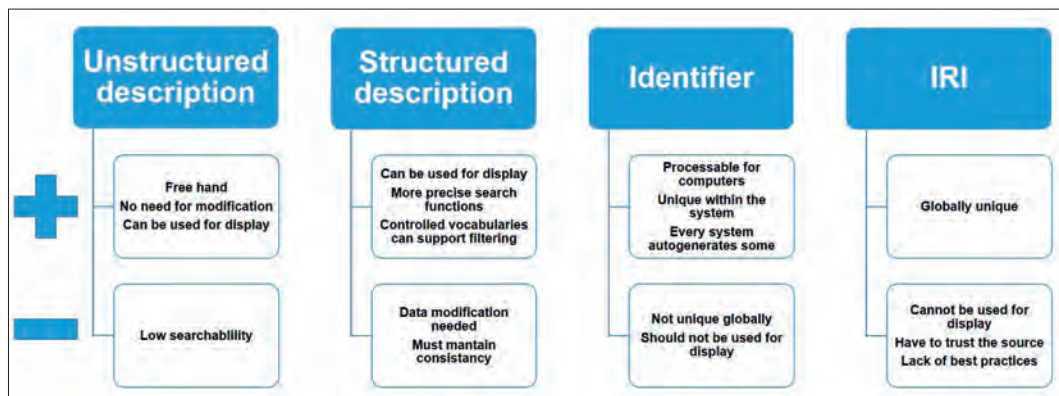 Unstructured
description
Structured
description
Identifier
IRI
Free hand
No need for modification
Can be used for display
Can be used for display
More precise search
functions
Controlled vocabularies
can support filtering
Processable for
computers
Unique within the
system
Every system
autogenerates some
Globally unique
Low searchablility
Data modification
needed
Must mantain
consistancy
Not unique globally
Should not be used for
display
Cannot be used for
display
Have to trust the source
Lack of best practices